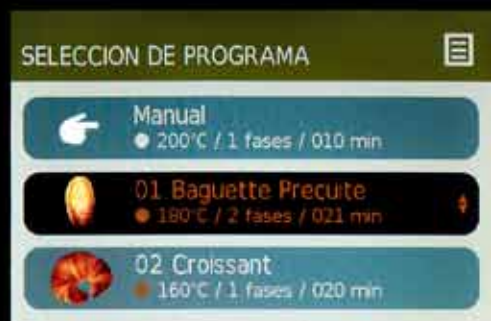 SELECCION DE PROGRAMA
Manual
200°C / 1 fases / 010 min
01 Baguette Precuite
180°C / 2 fases / 021 min
02 Croissant
160°C / 1 fases / 020 min